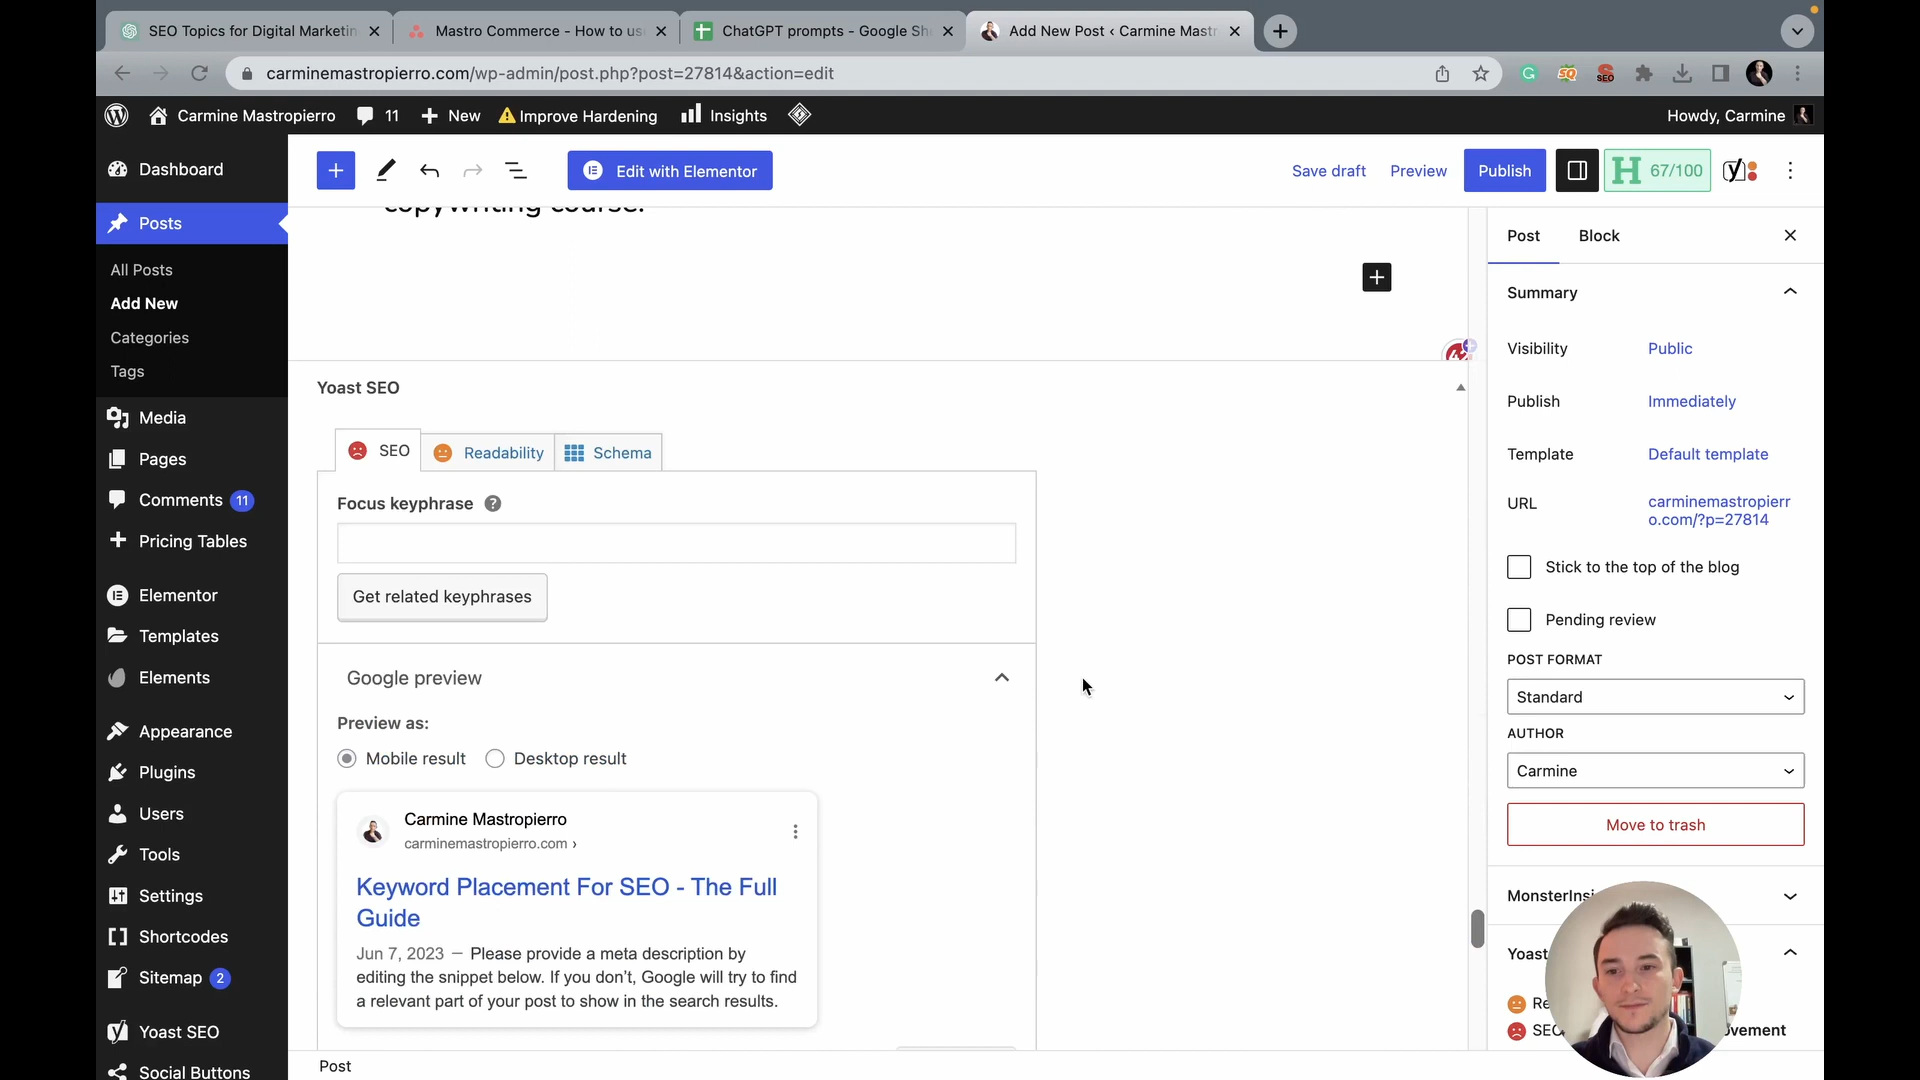 SEO Topics for Digital Marketin
Mastro Commerce - How to us
ChatGPT prompts - Google Sh
Add New Post ‹ Carmine Mastr
carminemastropierro.com/wp-admin/post.php?post=27814&action=edit
SQ
SEO
Carmine Mastropierro
11
New
Improve Hardening
Insights
Howdy, Carmine
Dashboard
Posts
All Posts
Add New
Categories
Tags
Media
Pages
Comments 11
Pricing Tables
Elementor
Templates
Elements
Appearance
Plugins
Users
Tools
Settings
Shortcodes
Sitemap 2
Yoast SEO
Social Buttons
Edit with Elementor
Save draft
Preview
Publish
H 67/100
copywriting course.
Yoast SEO
SEO
Readability
Schema
Focus keyphrase
Get related keyphrases
Google preview
Preview as:
Mobile result
Desktop result
Carmine Mastropierro
carminemastropierro.com ›
Keyword Placement For SEO - The Full
Guide
Jun 7, 2023 — Please provide a meta description by
editing the snippet below. If you don't, Google will try to find
a relevant part of your post to show in the search results.
Post
Post
Block
Summary
Visibility
Public
Publish
Immediately
Template
Default template
URL
carminemastropierr
o.com/?p=27814
Stick to the top of the blog
Pending review
POST FORMAT
Standard
AUTHOR
Carmine
Move to trash
MonsterInsi
Yoast
Re
SEO
ovement